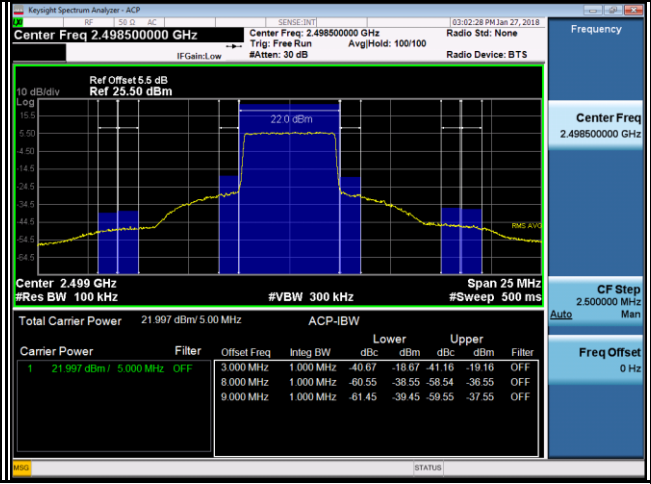 Keysight Spectrum Analyzer - ACP
RF 50 Ω AC SENSE:INT 03:02:28 PM Jan 27, 2018
Center Freq 2.498500000 GHz Center Freq: 2.498500000 GHz Radio Std: None
Trig: Free Run Avg|Hold: 100/100
IFGain:Low #Atten: 30 dB Radio Device: BTS
Ref Offset 5.5 dB
10 dB/div Ref 25.50 dBm
Log
15.5
22.0 dBm
5.50
-4.50
-14.5
-24.5
-34.5
-44.5
RMS AVG
-54.5
-64.5
Center 2.499 GHz Span 25 MHz
#Res BW 100 kHz #VBW 300 kHz #Sweep 500 ms
Total Carrier Power 21.997 dBm/ 5.00 MHz ACP-IBW
Lower Upper
Carrier Power Filter Offset Freq Integ BW dBc dBm dBc dBm Filter
1 21.997 dBm / 5.000 MHz OFF 3.000 MHz 1.000 MHz -40.67 -18.67 -41.16 -19.16 OFF
8.000 MHz 1.000 MHz -60.55 -38.55 -58.54 -36.55 OFF
9.000 MHz 1.000 MHz -61.45 -39.45 -59.55 -37.55 OFF
MSG STATUS
Frequency
Center Freq
2.498500000 GHz
CF Step
2.500000 MHz
Auto Man
Freq Offset
0 Hz